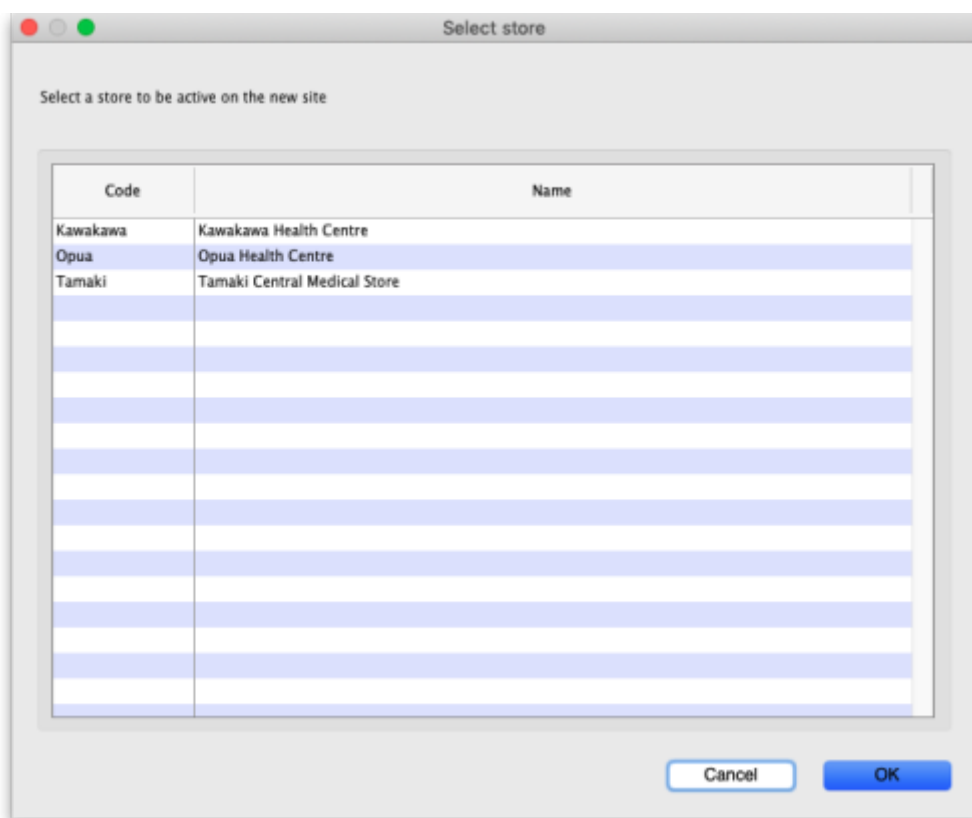 Select store
Select a store to be active on the new site
Code Name
Kawakawa Kawakawa Health Centre
Opua Opua Health Centre
Tamaki Tamaki Central Medical Store
Cancel OK